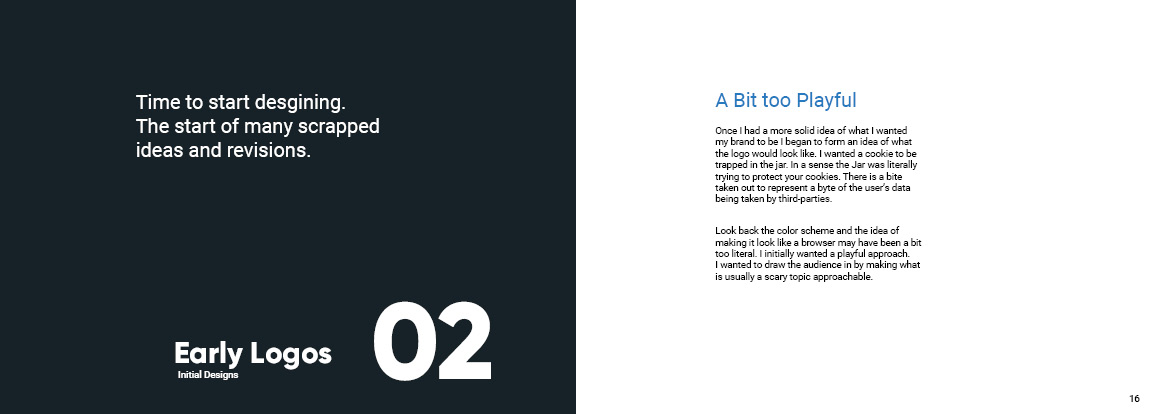 Time to start desgining.
The start of many scrapped
ideas and revisions.
Early Logos
Initial Designs
02
A Bit too Playful
Once I had a more solid idea of what I wanted
my brand to be I began to form an idea of what
the logo would look like. I wanted a cookie to be
trapped in the jar. In a sense the Jar was literally
trying to protect your cookies. There is a bite
taken out to represent a byte of the user's data
being taken by third-parties.
Look back the color scheme and the idea of
making it look like a browser may have been a bit
too literal. I initially wanted a playful approach.
I wanted to draw the audience in by making what
is usually a scary topic approachable.
16